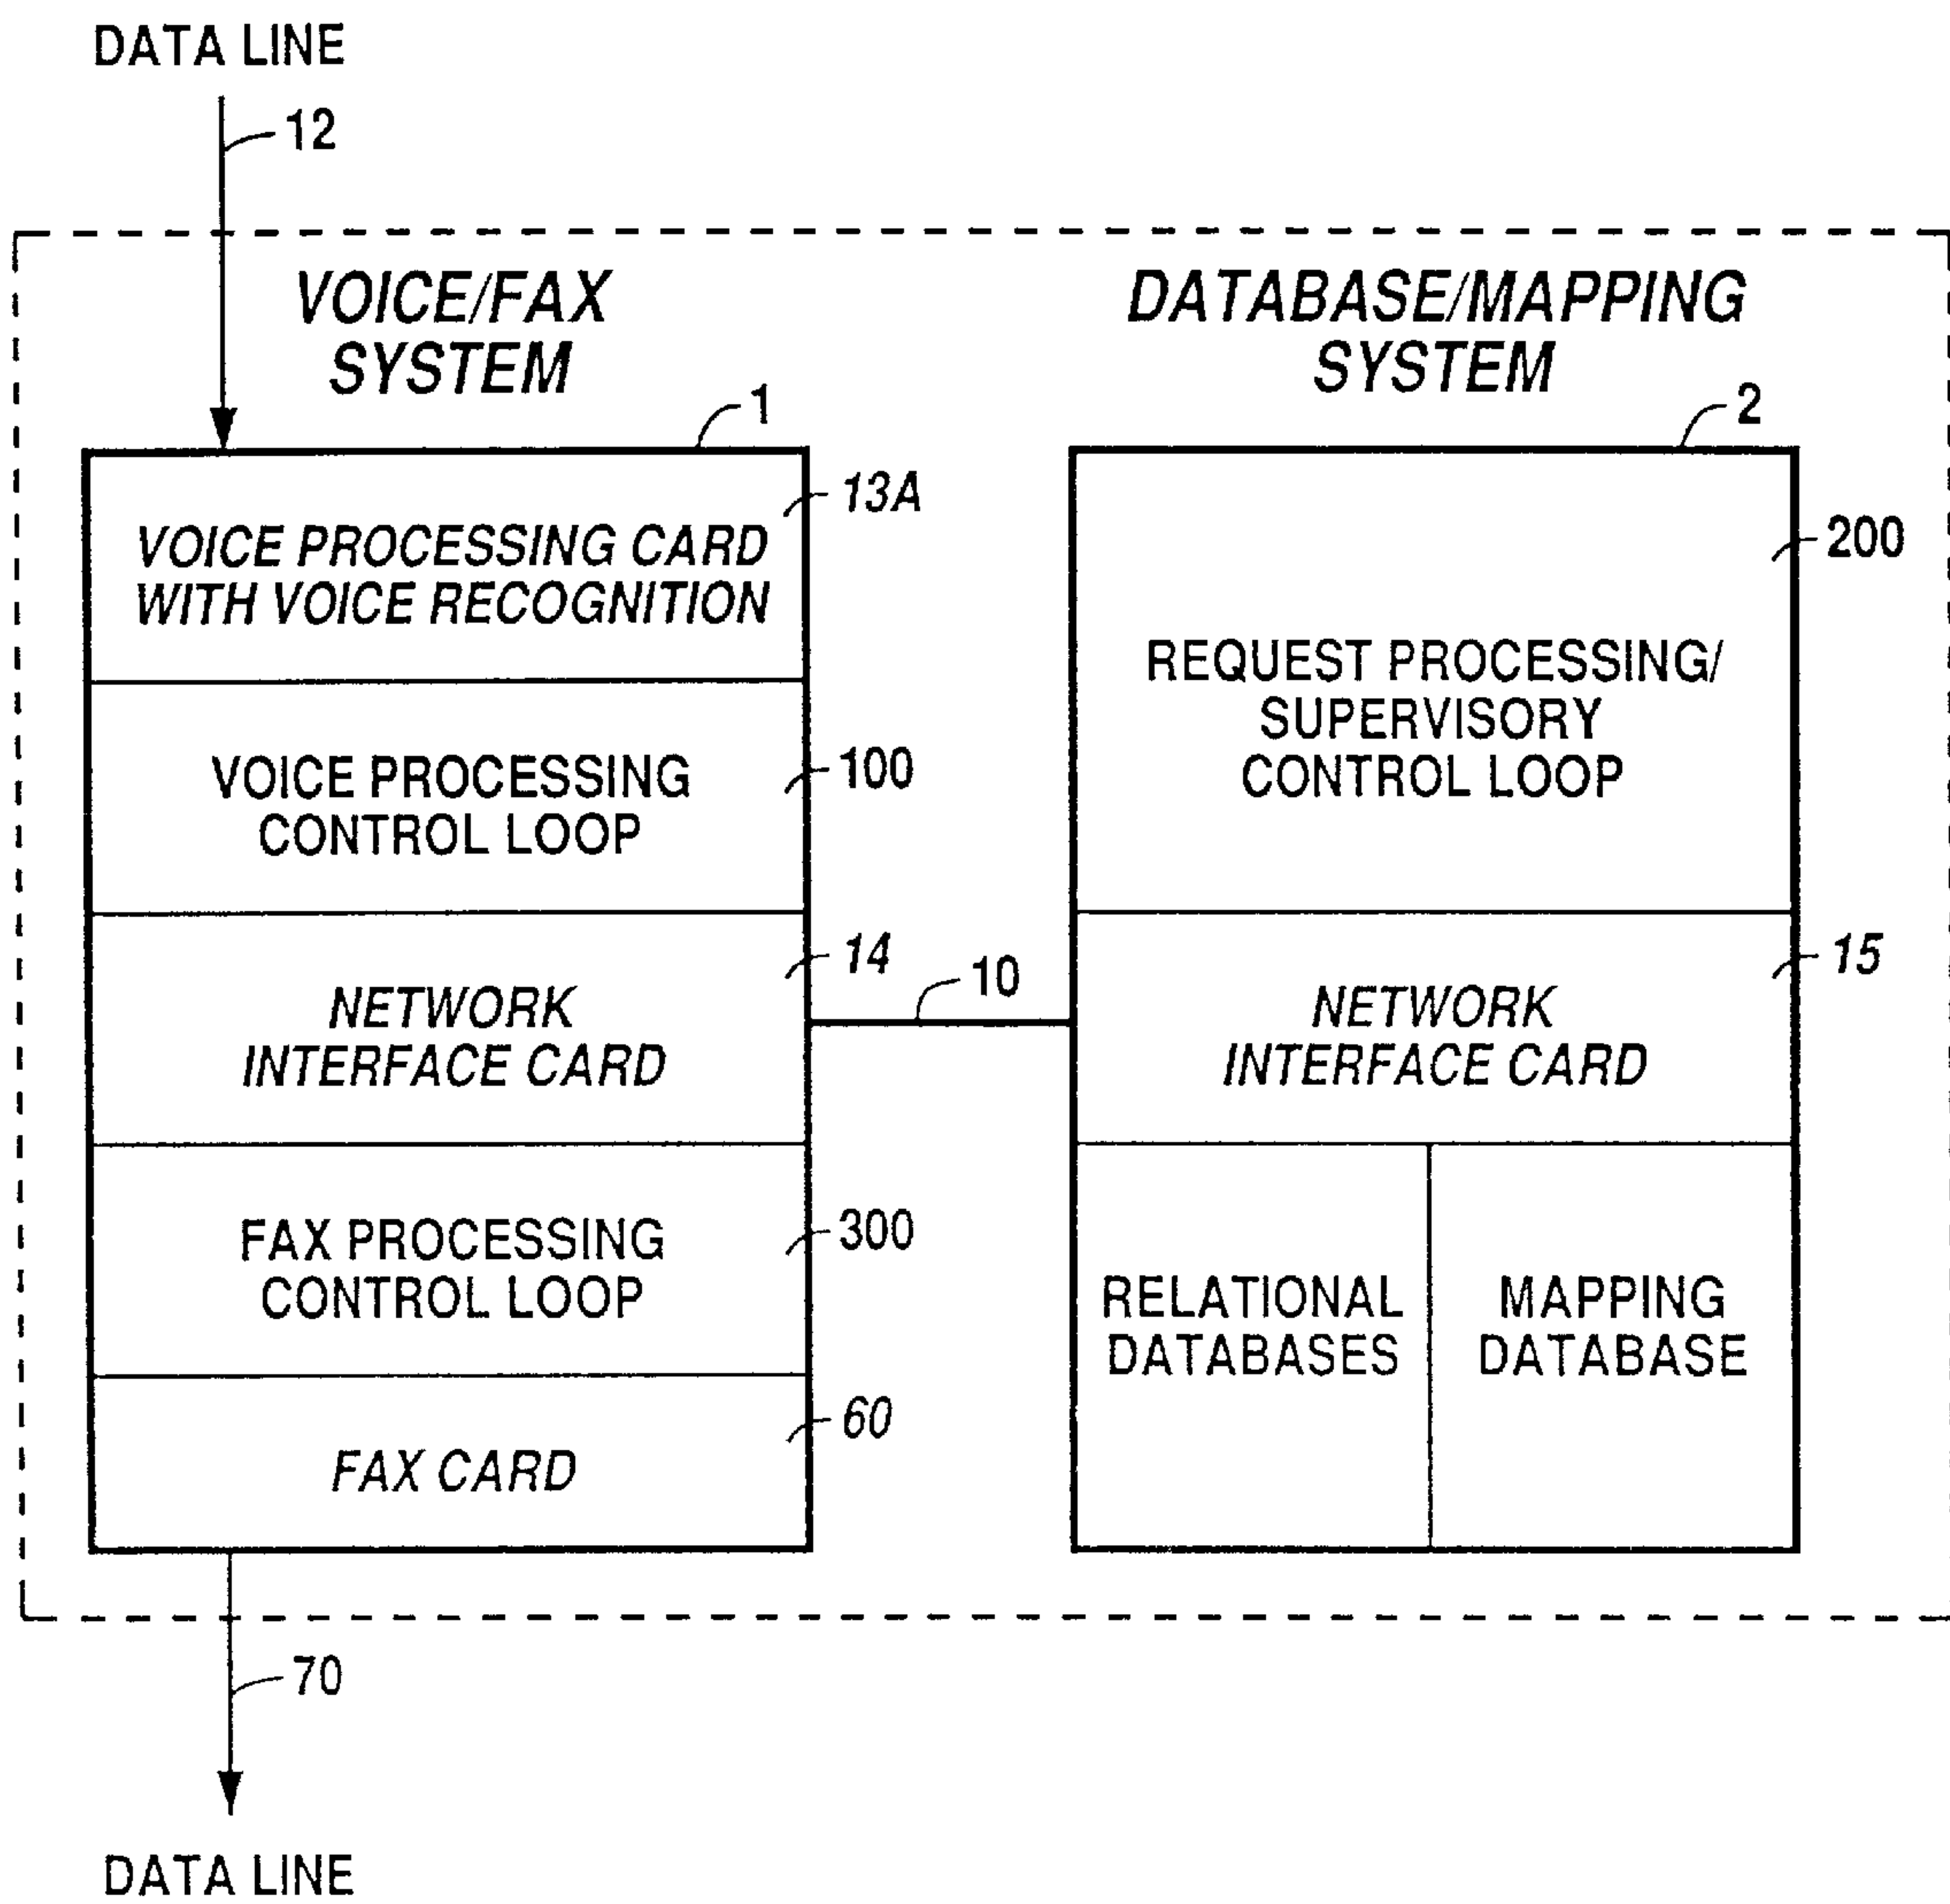 DATA LINE
12
VOICE/FAX
SYSTEM
1
13A
VOICE PROCESSING CARD
WITH VOICE RECOGNITION
VOICE PROCESSING
CONTROL LOOP
100
14
NETWORK
INTERFACE CARD
10
FAX PROCESSING
CONTROL LOOP
300
60
FAX CARD
70
DATA LINE
DATABASE/MAPPING
SYSTEM
2
200
REQUEST PROCESSING/
SUPERVISORY
CONTROL LOOP
15
NETWORK
INTERFACE CARD
RELATIONAL
DATABASES
MAPPING
DATABASE